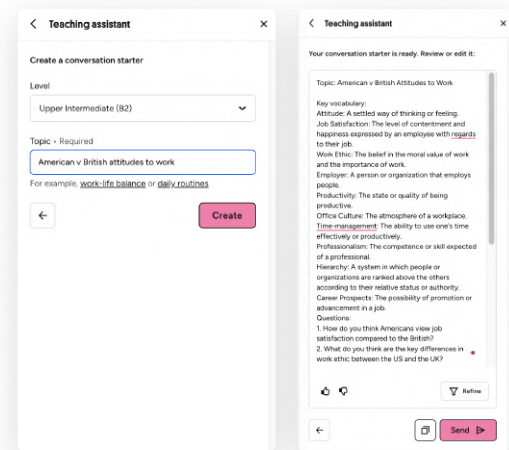 Teaching assistant
Create a conversation starter
Level
Upper Intermediate (B2)
Topic • Required
American v British attitudes to work
For example, work-life balance or daily routines
Create
Teaching assistant
Your conversation starter is ready. Review or edit it:
Topic: American v British Attitudes to Work
Key vocabulary:
Attitude: A settled way of thinking or feeling.
Job Satisfaction: The level of contentment and
happiness expressed by an employee with regards
to their job.
Work Ethic: The belief in the moral value of work
and the importance of work.
Employer: A person or organization that employs
people.
Productivity: The state or quality of being
productive.
Office Culture: The atmosphere of a workplace.
Time-management: The ability to use one's time
effectively or productively.
Professionalism: The competence or skill expected
of a professional.
Hierarchy: A system in which people or
organizations are ranked above the others
according to their relative status or authority.
Career Prospects: The possibility of promotion or
advancement in a job.
Questions:
1. How do you think Americans view job
satisfaction compared to the British?
2. What do you think are the key differences in
work ethic between the US and the UK?
Refine
Send